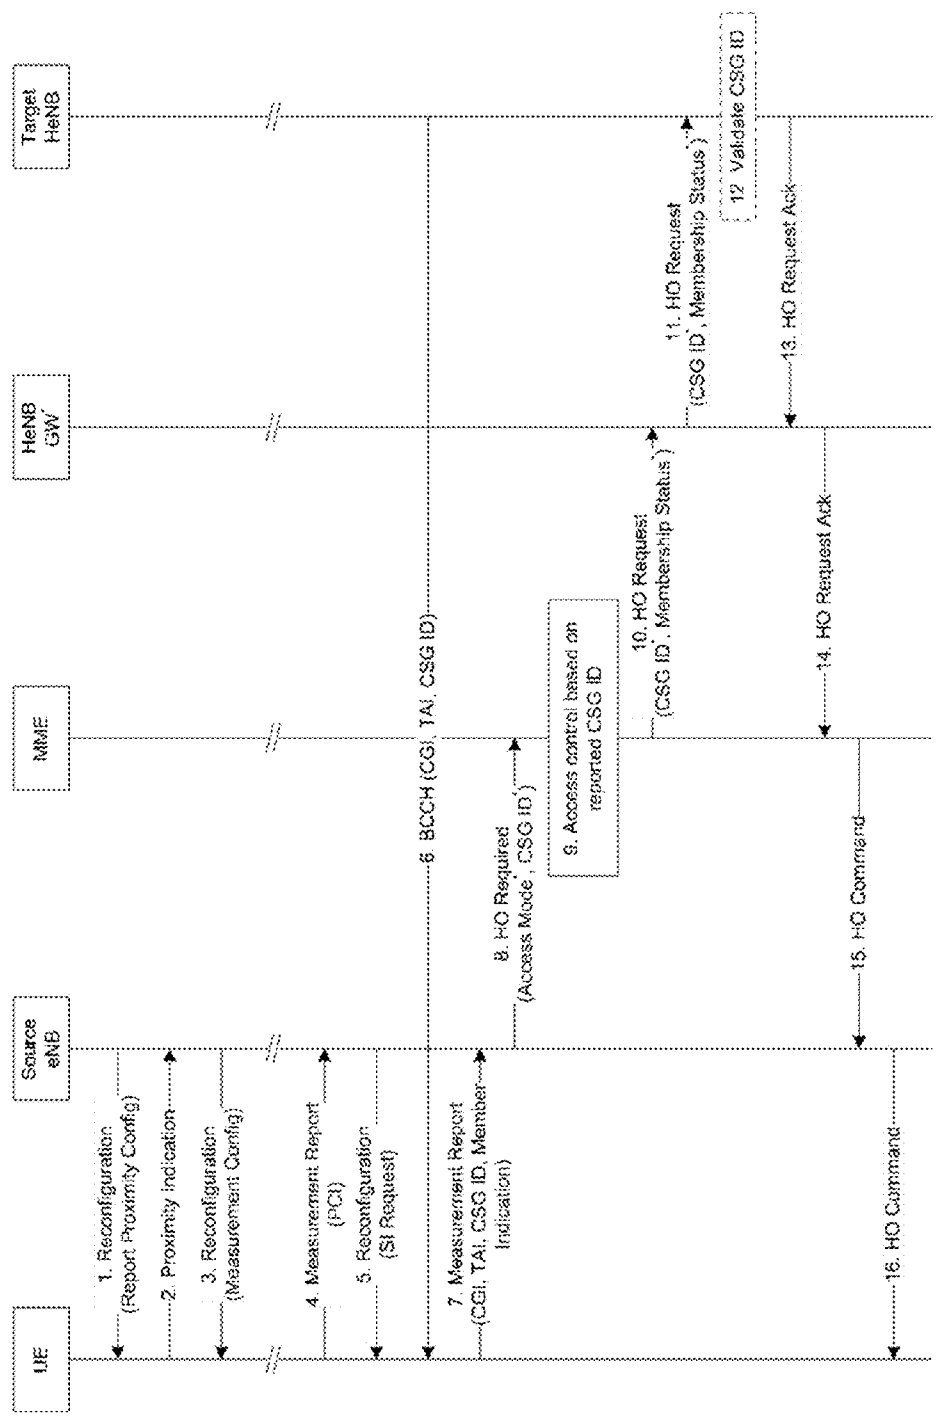 UE
Source
eNB
MME
HeNB
GW
Target
HeNB
1. Reconfiguration
(Report Proximity Config)
2. Proximity indication
3. Reconfiguration
(Measurement Config)
4. Measurement Report
(PCI)
5. Reconfiguration
(SI Request)
6. BCCH (CGI, TAI, CSG ID)
7. Measurement Report
(CGI, TAI, CSG ID, Member
Indication)
8. HO Required
(Access Mode*, CSG ID*)
9. Access control based on
reported CSG ID
10. HO Request
(CSG ID*, Membership Status*)
11. HO Request
(CSG ID*, Membership Status*)
12 Validate CSG ID
13. HO Request Ack
14. HO Request Ack
15. HO Command
16. HO Command